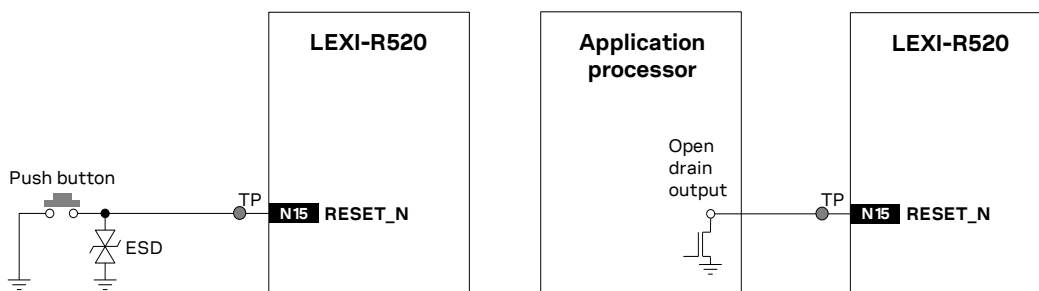 LEXI-R520
Push button
TP
N15 RESET_N
ESD
Application
processor
LEXI-R520
Open
drain
output
TP
N15 RESET_N